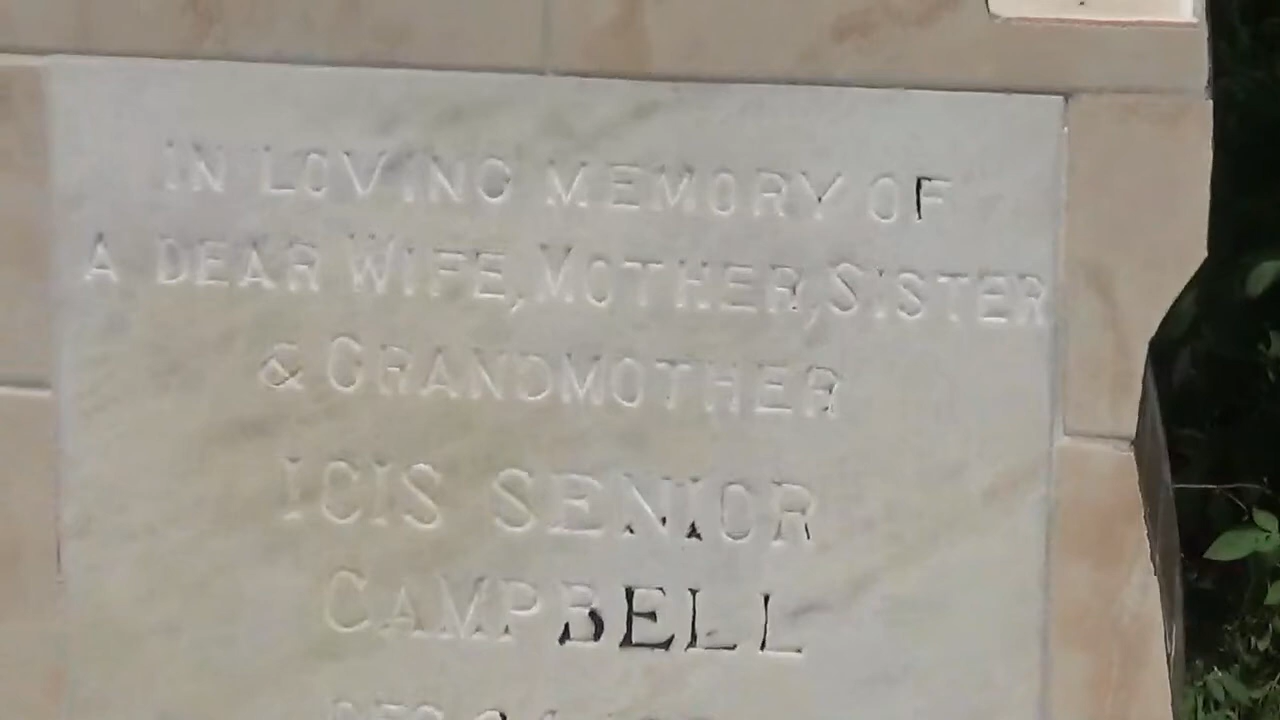 IN LOVING MEMORY OF
A DEAR WIFE, MOTHER, SISTER
& GRANDMOTHER
ICIS SENIOR
CAMPBELL